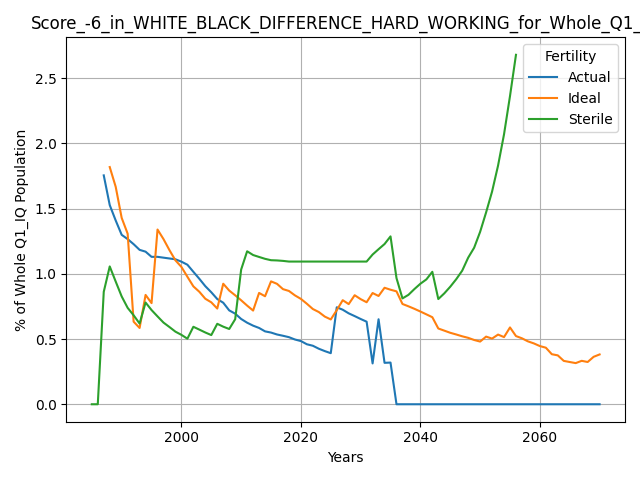 Score_-6_in_WHITE_BLACK_DIFFERENCE_HARD_WORKING_for_Whole_Q1_
Fertility
Actual
Ideal
Sterile
% of Whole Q1_IQ Population
2.5
2.0
1.5
1.0
0.5
0.0
2000
2020
2040
2060
Years